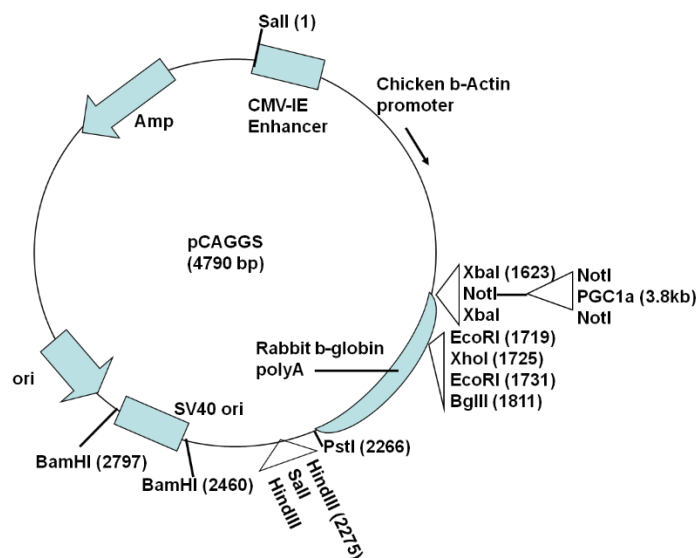 SalI (1)
CMV-IE
Enhancer
Chicken b-Actin
promoter
Amp
pCAGGS
(4790 bp)
XbaI (1623)
NotI
XbaI
NotI
PGC1a (3.8kb)
NotI
EcoRI (1719)
XhoI (1725)
EcoRI (1731)
BglII (1811)
Rabbit b-globin
polyA
PstI (2266)
HindIII (2275)
SalI
HindIII
BamHI (2460)
SV40 ori
BamHI (2797)
ori